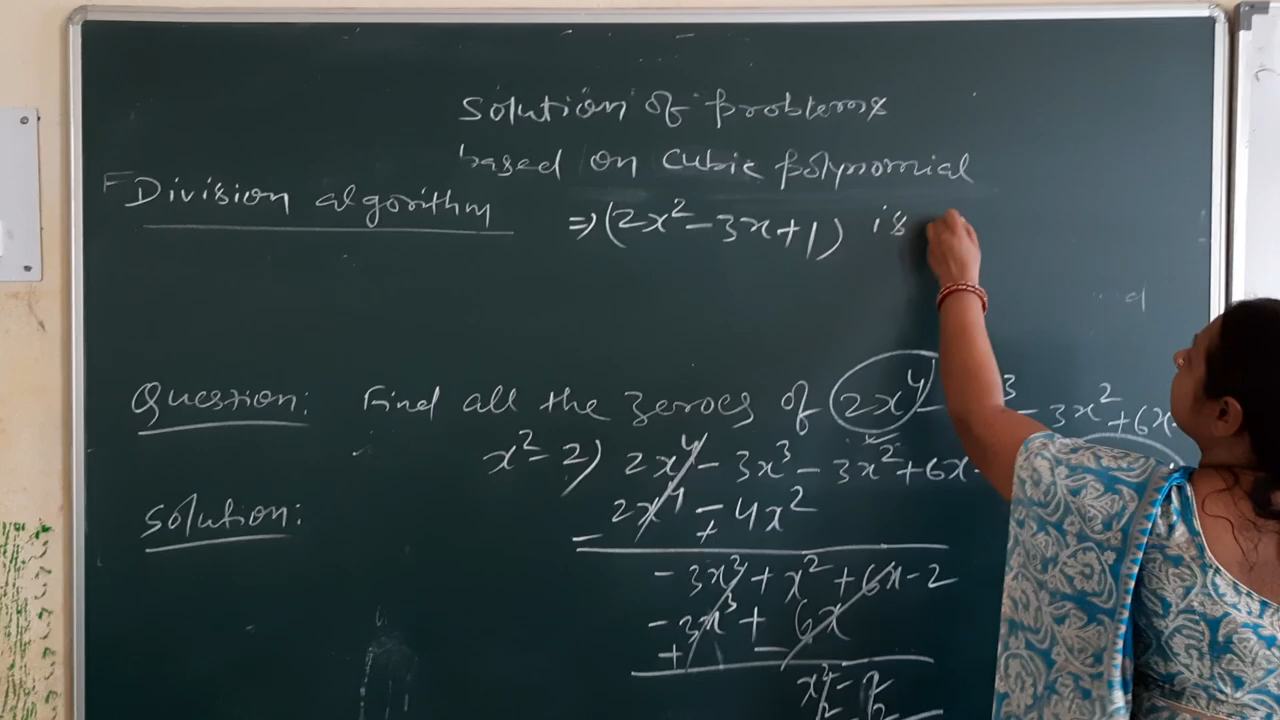 Solution of problems
based on cubic polynomial
Division algorithm
⇒(2x² - 3x + 1) is
Question: Find all the zeroes of 2x⁴ - 3 - 3x² + 6x -
x² - 2) 2x⁴ - 3x³ - 3x² + 6x -
Solution:
2x⁴ - 4x²
- +
- 3x³ + x² + 6x - 2
- 3x³ + 6x
+ -
x² - 2